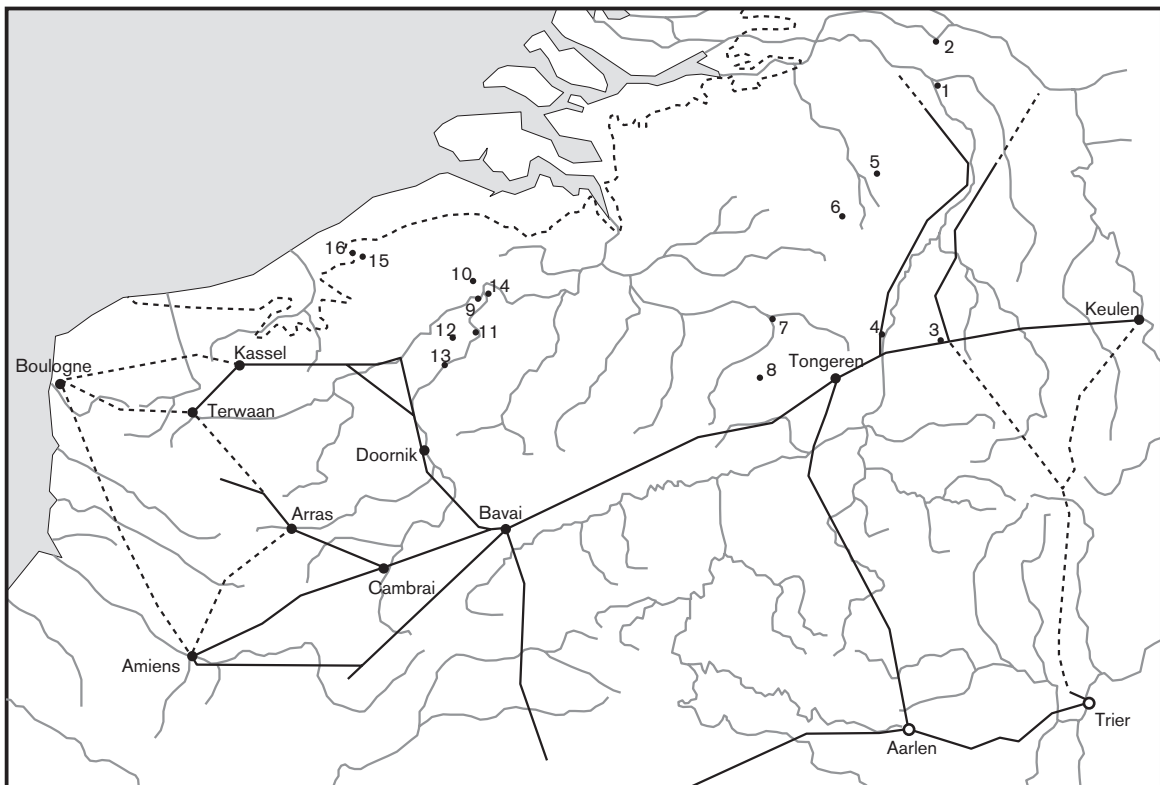 2
1
5
6
16
15
10
14
9
12
11
13
7
8
4
3
Keulen
Tongeren
Kassel
Boulogne
Terwaan
Doornik
Arras
Bavai
Cambrai
Amiens
Aarlen
Trier